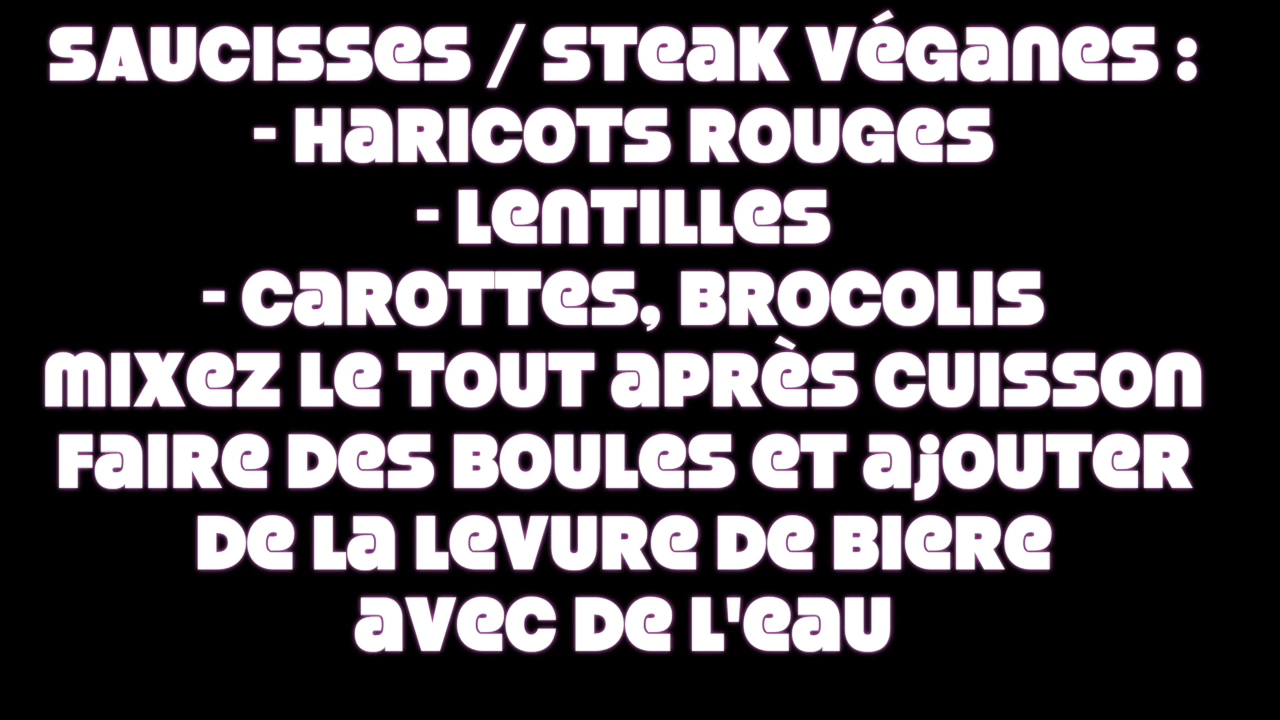 Saucisses / Steak Véganes :
- Haricots rouges
- Lentilles
- Carottes, Brocolis
Mixez le tout après cuisson
Faire des boules et ajouter
de la levure de biere
avec de l'eau